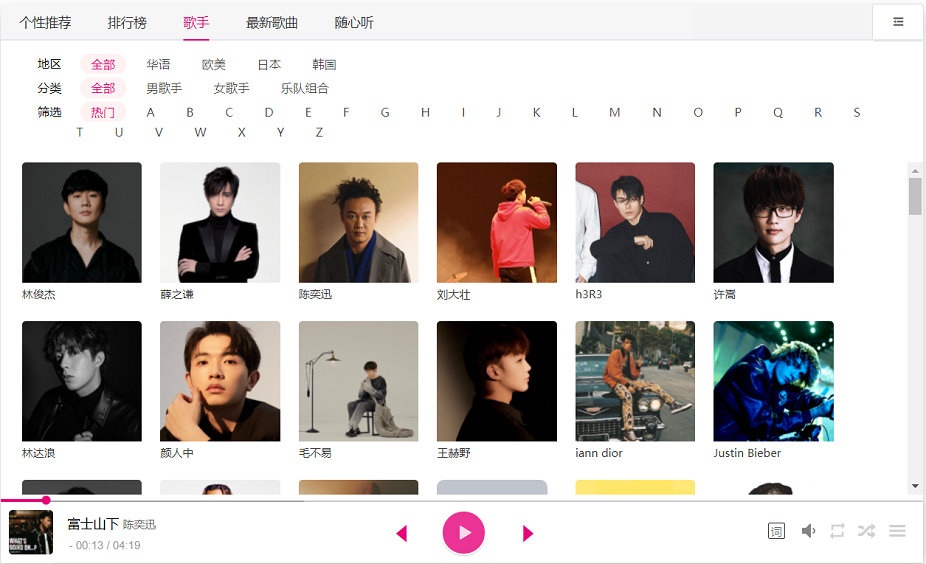 个性推荐 排行榜 歌手 最新歌曲 随心听
地区 全部 华语 欧美 日本 韩国
分类 全部 男歌手 女歌手 乐队组合
筛选 热门 A B C D E F G H I J K L M N O P Q R S
T U V W X Y Z
林俊杰 薛之谦 陈奕迅 刘大壮 h3R3 许嵩
林达浪 颜人中 毛不易 王赫野 iann dior Justin Bieber
富士山下 陈奕迅
- 00:13 / 04:19
词